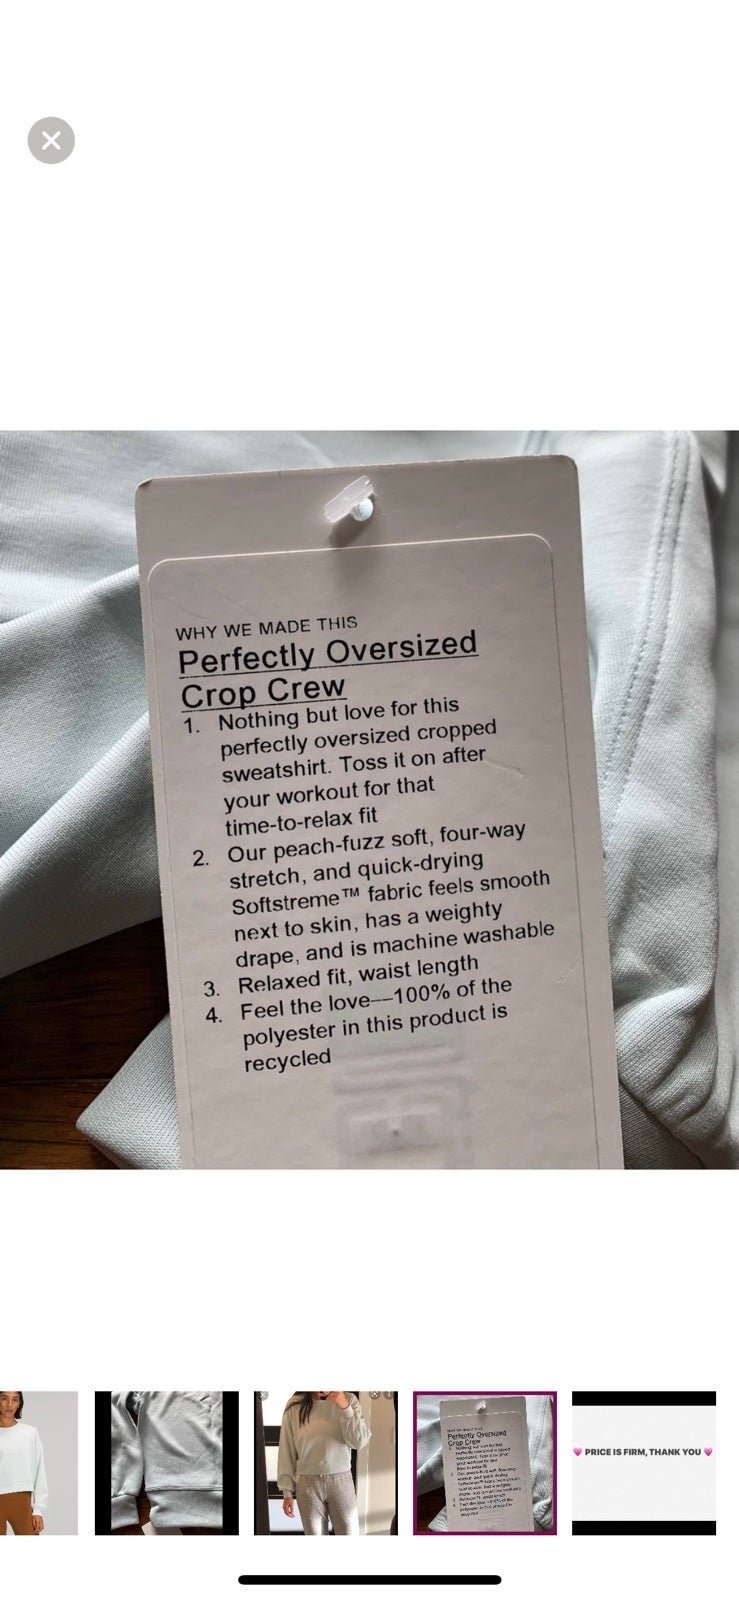 WHY WE MADE THIS
Perfectly Oversized
Crop Crew
1. Nothing but love for this
perfectly oversized cropped
sweatshirt. Toss it on after
your workout for that
time-to-relax fit
2. Our peach-fuzz soft, four-way
stretch, and quick-drying
Softstreme™ fabric feels smooth
next to skin, has a weighty
drape, and is machine washable
3. Relaxed fit, waist length
4. Feel the love—100% of the
polyester in this product is
recycled
Perfectly Oversized
Crop Crew
💗 PRICE IS FIRM, THANK YOU 💗